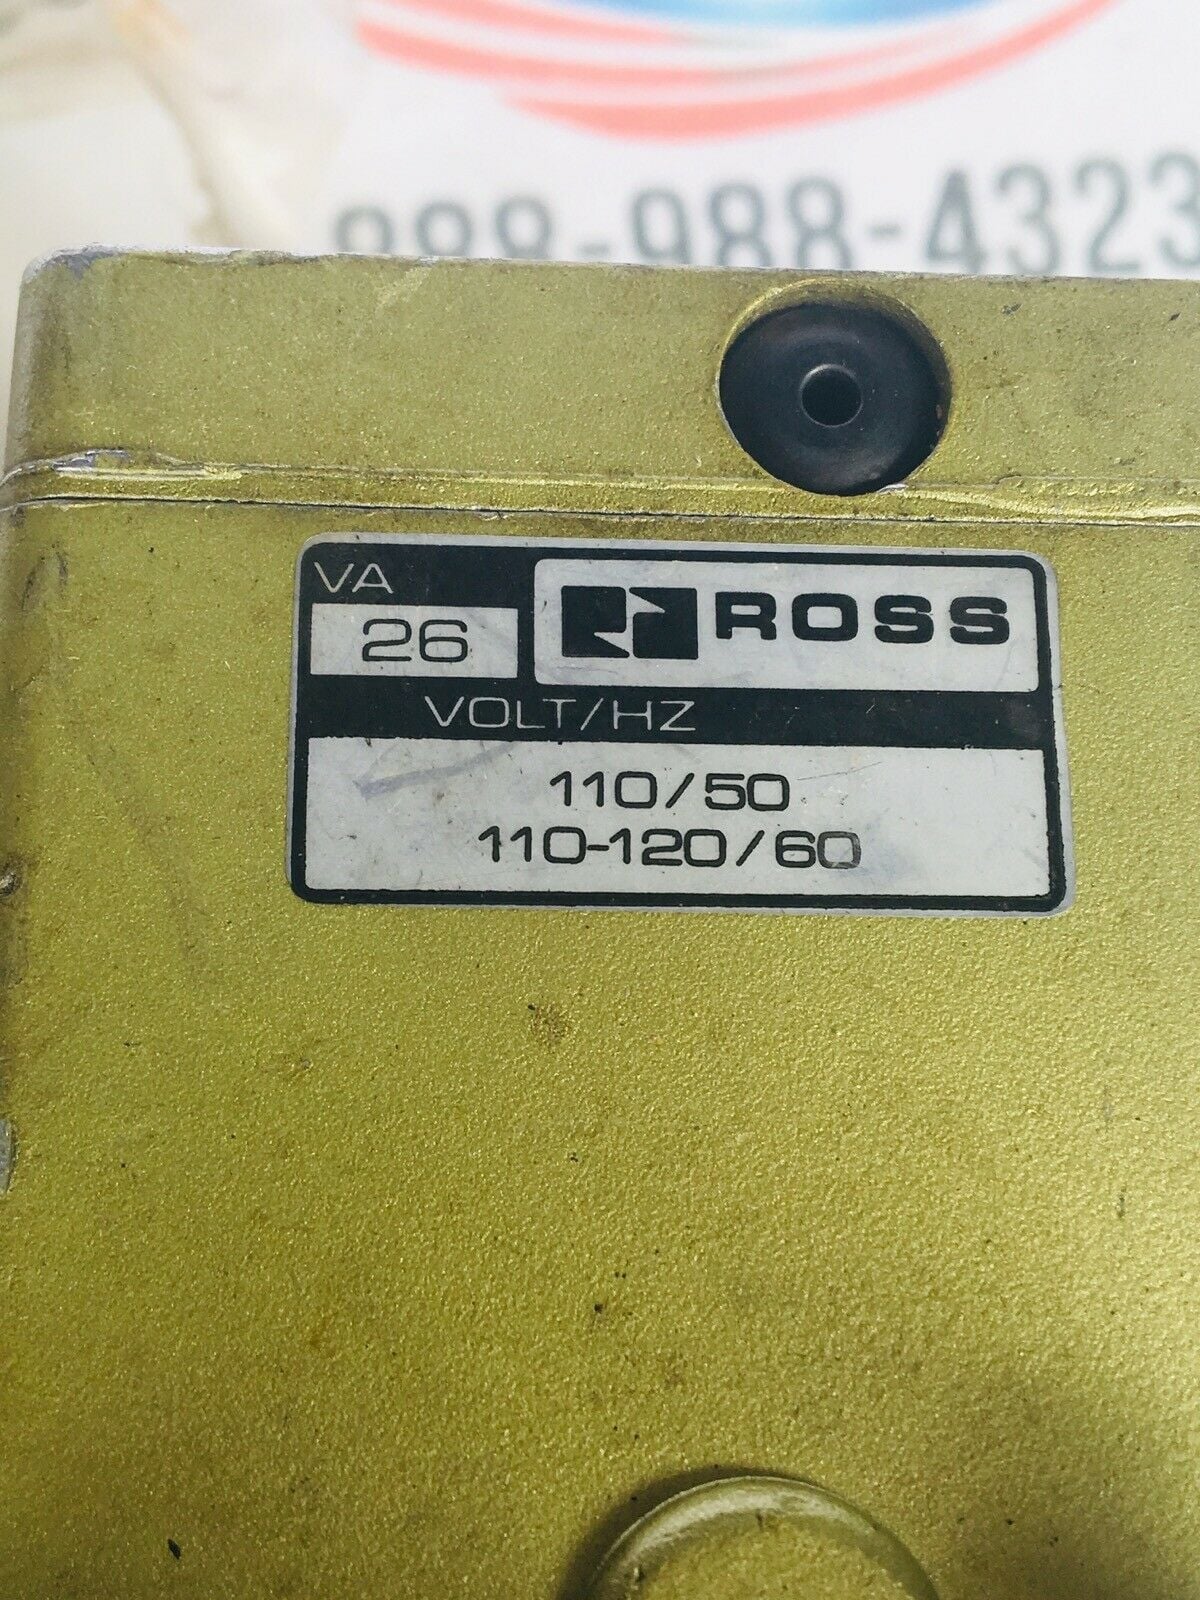 888-988-4323
VA
ROSS
26
VOLT/HZ
110/50
110-120/60